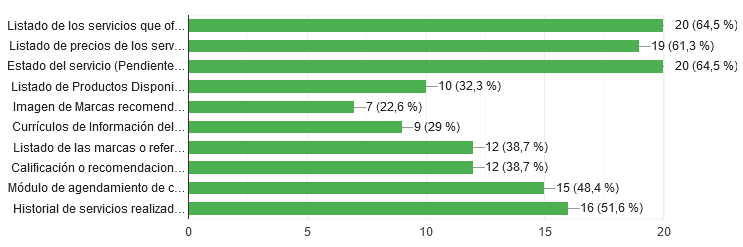 Listado de los servicios que of... 20 (64,5 %)
Listado de precios de los serv... 19 (61,3 %)
Estado del servicio (Pendiente... 20 (64,5 %)
Listado de Productos Disponi... 10 (32,3 %)
Imagen de Marcas recomend... 7 (22,6 %)
Currículos de Información del... 9 (29 %)
Listado de las marcas o refer... 12 (38,7 %)
Calificación o recomendacion... 12 (38,7 %)
Módulo de agendamiento de c... 15 (48,4 %)
Historial de servicios realizad... 16 (51,6 %)
0 5 10 15 20